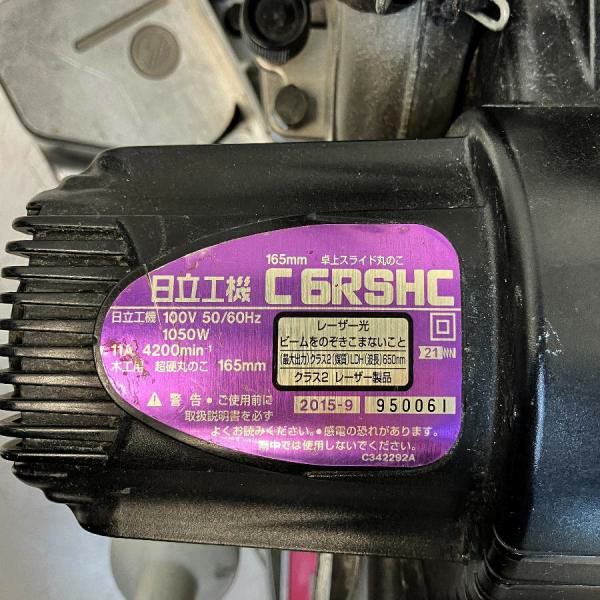 165mm 卓上スライド丸のこ
日立工機 C 6RSHC
日立工機 100V 50/60Hz
1050W
11A 4200min⁻¹
木工用 超硬丸のこ 165mm
レーザー光
ビームをのぞきこまないこと
(最大出力)クラス2(媒質)LDH(波長)650nm
クラス2 レーザー製品
21
2015-9 950061
警告・ご使用前に
取扱説明書を必ず
よくお読みください。・感電の恐れがあります。
雨中では使用しないでください。
C342292A